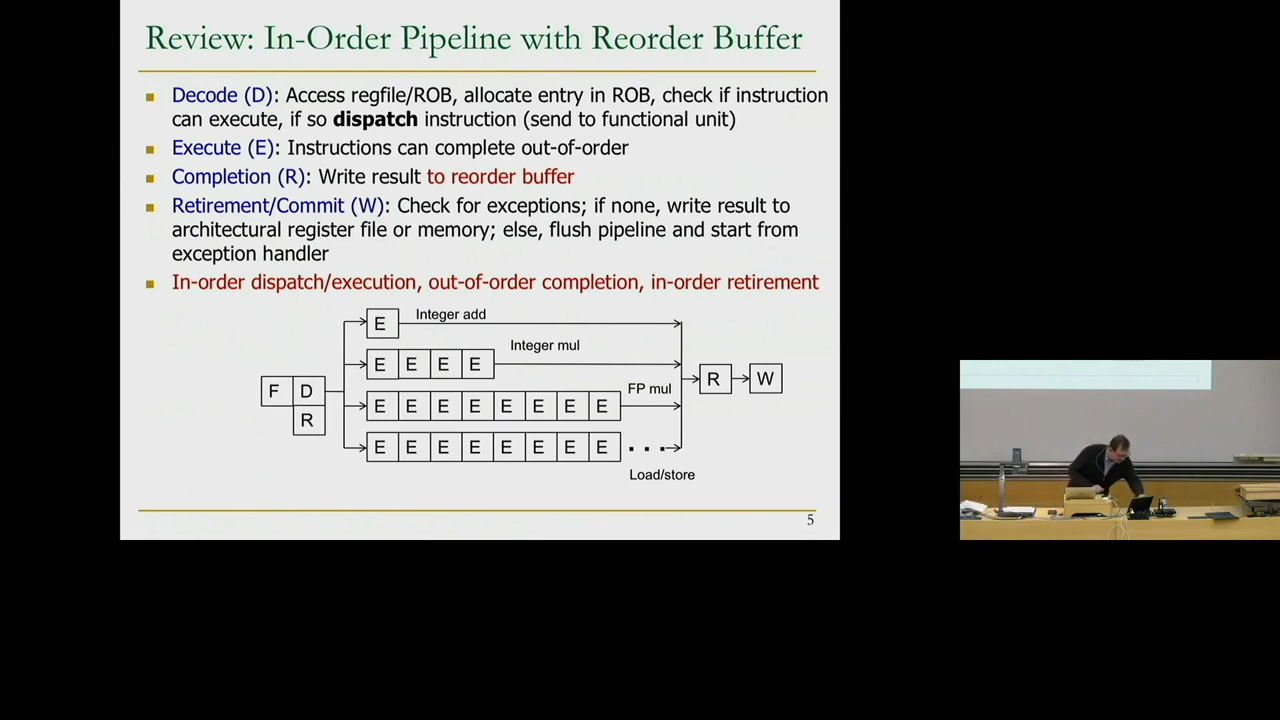 Review: In-Order Pipeline with Reorder Buffer
Decode (D): Access regfile/ROB, allocate entry in ROB, check if instruction
can execute, if so dispatch instruction (send to functional unit)
Execute (E): Instructions can complete out-of-order
Completion (R): Write result to reorder buffer
Retirement/Commit (W): Check for exceptions; if none, write result to
architectural register file or memory; else, flush pipeline and start from
exception handler
In-order dispatch/execution, out-of-order completion, in-order retirement
E Integer add
Integer mul
E E E E
F D
R
FP mul
E E E E E E E E
R W
E E E E E E E E . . .
Load/store
5